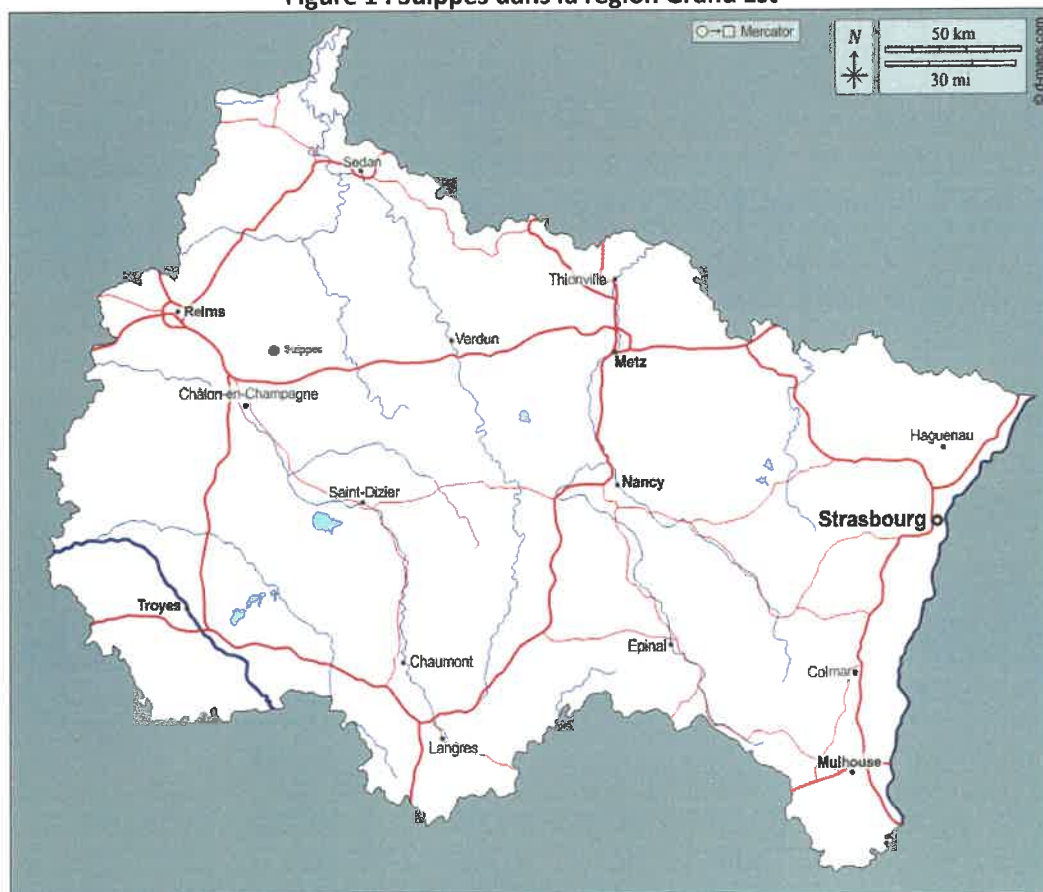 Figure 1 : Suippes dans la région Grand Est
Mercator
N
50 km
30 mi
© d-maps.com
Sedan
Thionville
Reims
Verdun
Suippes
Metz
Châlon-en-Champagne
Haguenau
Nancy
Saint-Dizier
Strasbourg
Troyes
Epinal
Chaumont
Colmar
Langres
Mulhouse